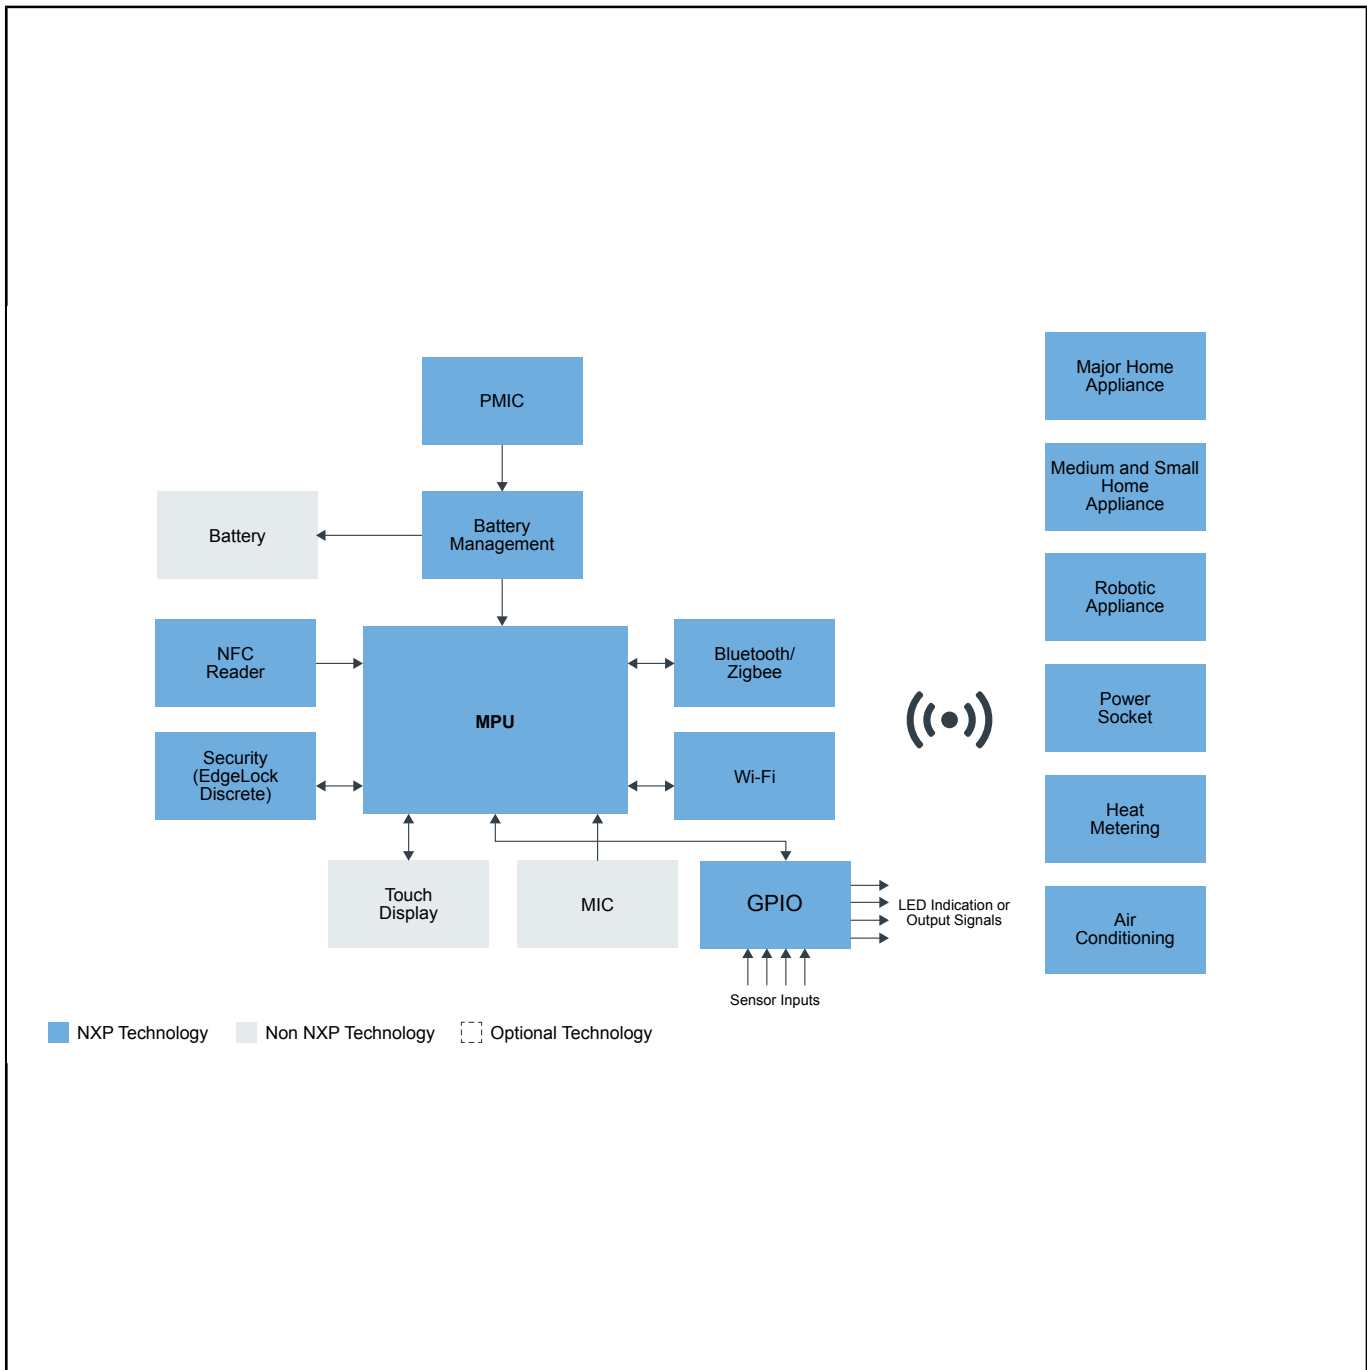 PMIC
Battery
Battery
Management
NFC
Reader
Security
(EdgeLock
Discrete)
MPU
Bluetooth/
Zigbee
Wi-Fi
Touch
Display
MIC
GPIO
LED Indication or
Output Signals
Sensor Inputs
Major Home
Appliance
Medium and Small
Home
Appliance
Robotic
Appliance
Power
Socket
Heat
Metering
Air
Conditioning
NXP Technology
Non NXP Technology
Optional Technology